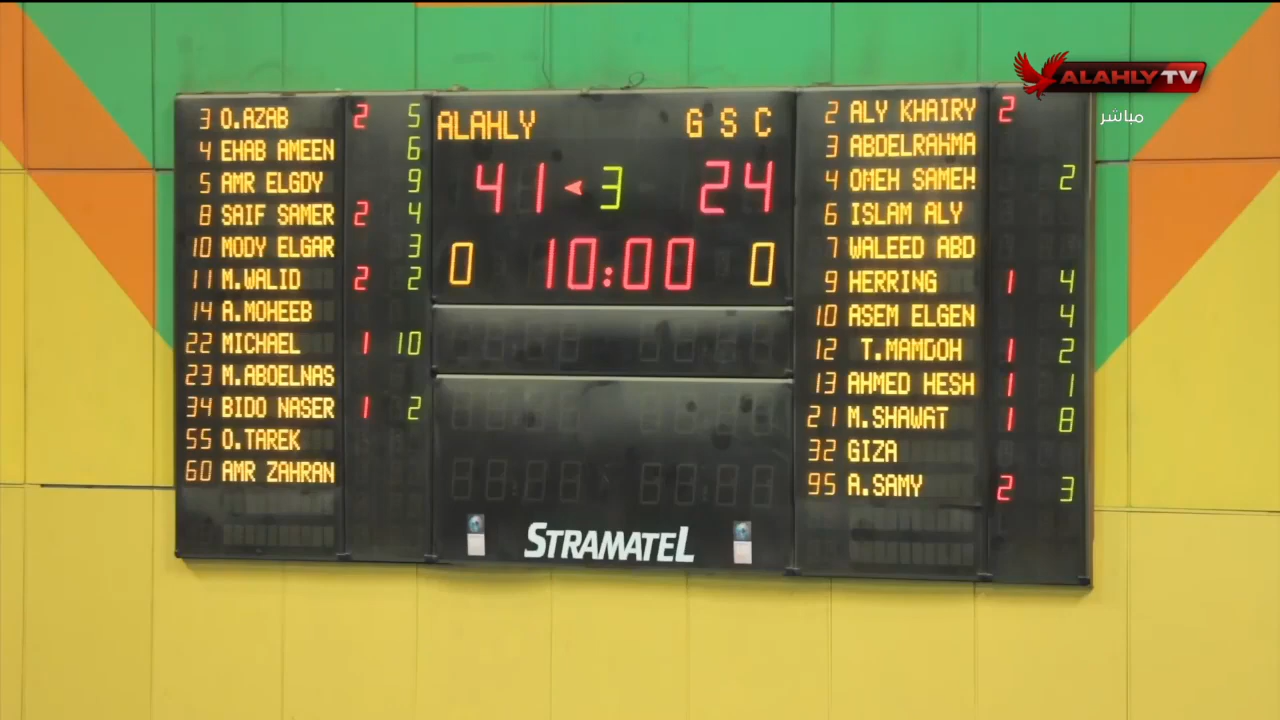 ALAHLY TV
مباشر
3 O.AZAB 2 5
4 EHAB AMEEN 6
5 AMR ELGDY 9
8 SAIF SAMER 2 4
10 MODY ELGAR 3
11 M.WALID 2 2
14 A.MOHEEB
22 MICHAEL 1 10
23 M.ABOELNAS
34 BIDO NASER 1 2
55 O.TAREK
60 AMR ZAHRAN
ALAHLY G S C
41 3 24
0 10:00 0
STRAMATEL
2 ALY KHAIRY 2
3 ABDELRAHMA
4 OMEH SAMEH 2
6 ISLAM ALY
7 WALEED ABD
9 HERRING 1 4
10 ASEM ELGEN 4
12 T.MAMDOH 1 2
13 AHMED HESH 1 1
21 M.SHAWAT 1 8
32 GIZA
95 A.SAMY 2 3